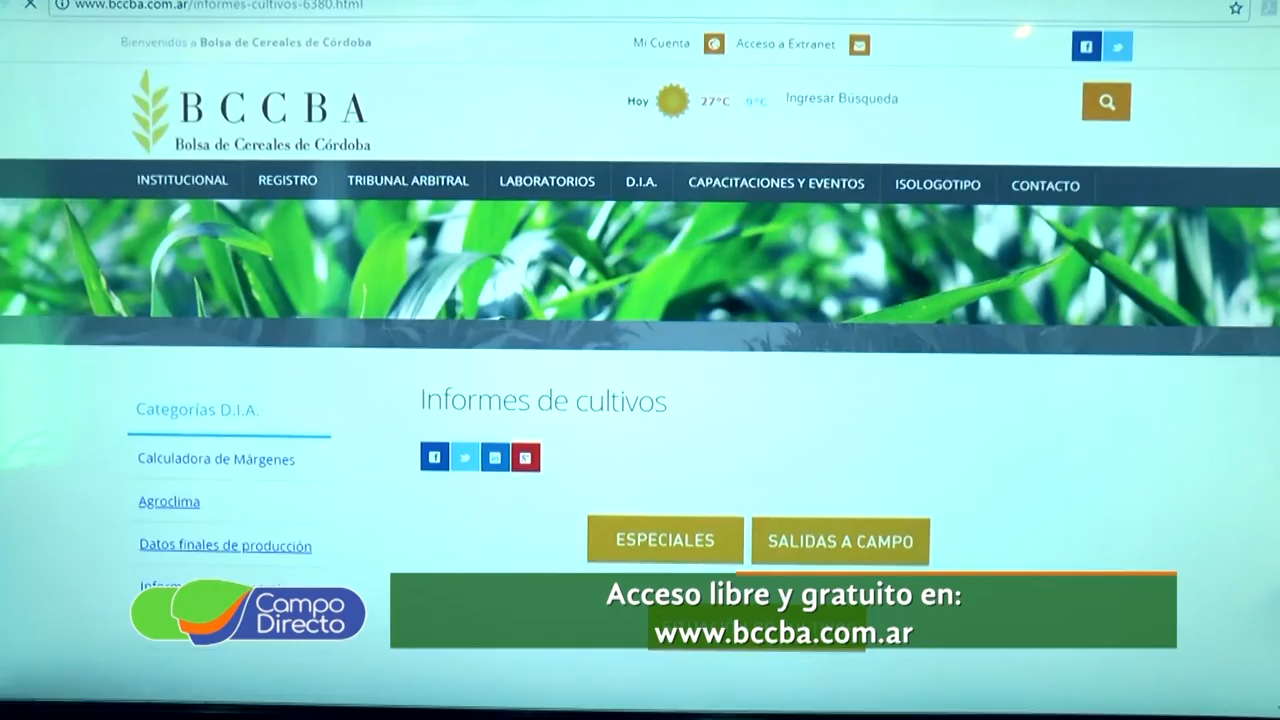 www.bccba.com.ar/informes-cultivos-6380.html
Bienvenidos a Bolsa de Cereales de Córdoba
Mi Cuenta
Acceso a Extranet
BCCBA
Bolsa de Cereales de Córdoba
Hoy
27°C 9°C
Ingresar Búsqueda
INSTITUCIONAL REGISTRO TRIBUNAL ARBITRAL LABORATORIOS D.I.A. CAPACITACIONES Y EVENTOS ISOLOGOTIPO CONTACTO
Categorías D.I.A.
Informes de cultivos
Calculadora de Márgenes
Agroclima
Datos finales de producción
ESPECIALES
SALIDAS A CAMPO
Campo
Directo
Acceso libre y gratuito en:
www.bccba.com.ar